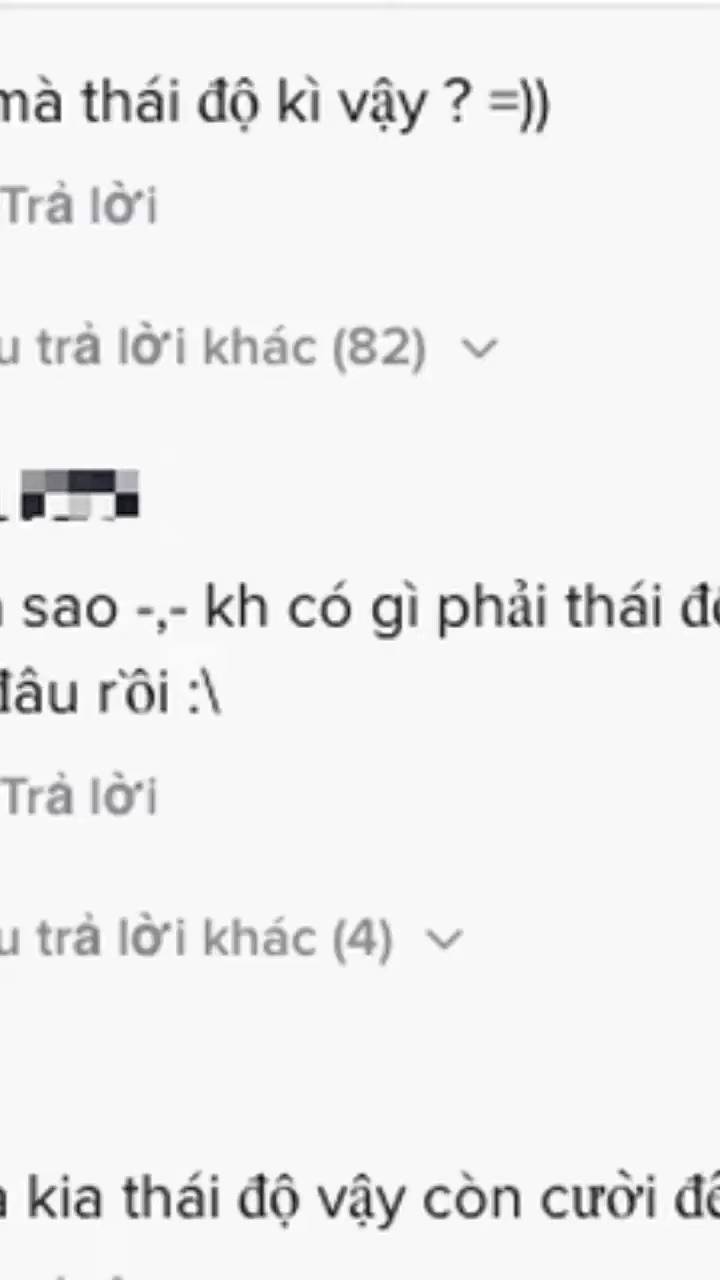 mà thái độ kì vậy ? =))
Trả lời
trả lời khác (82)
sao -,- kh có gì phải thái
đâu rồi :\
Trả lời
trả lời khác (4)
kia thái độ vậy còn cười